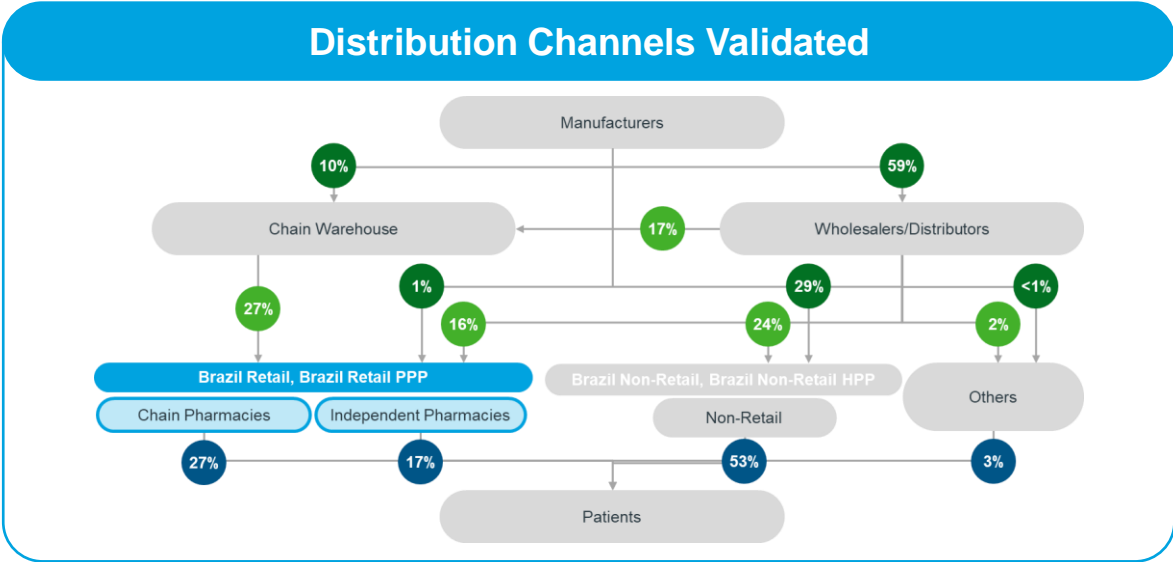 Distribution Channels Validated
Manufacturers
10%
59%
Chain Warehouse
17%
Wholesalers/Distributors
1%
29%
<1%
27%
16%
24%
2%
Brazil Retail, Brazil Retail PPP
Brazil Non-Retail, Brazil Non-Retail HPP
Others
Chain Pharmacies
Independent Pharmacies
Non-Retail
27%
17%
53%
3%
Patients